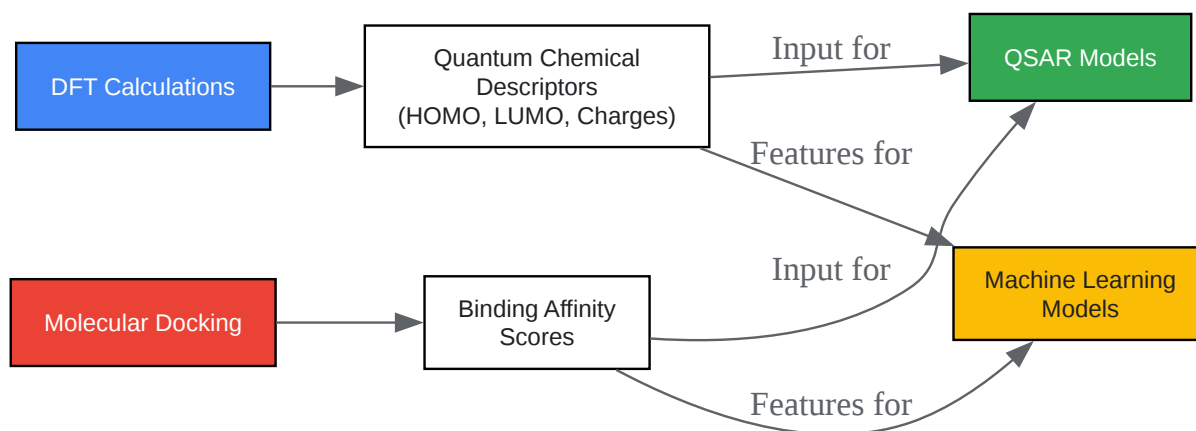 DFT Calculations
Quantum Chemical
Descriptors
(HOMO, LUMO, Charges)
Input for
QSAR Models
Features for
Molecular Docking
Binding Affinity
Scores
Input for
Machine Learning
Models
Features for